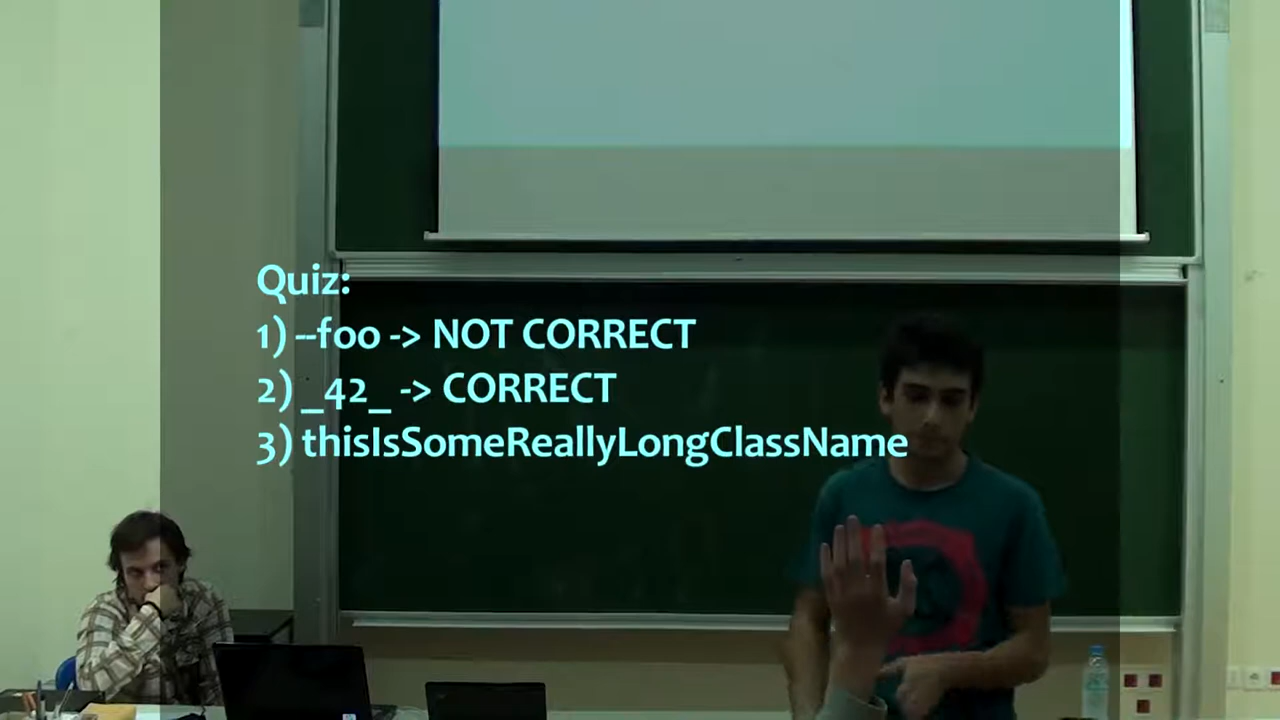 Quiz:
1) --foo -> NOT CORRECT
2) _42_ -> CORRECT
3) thisIsSomeReallyLongClassName